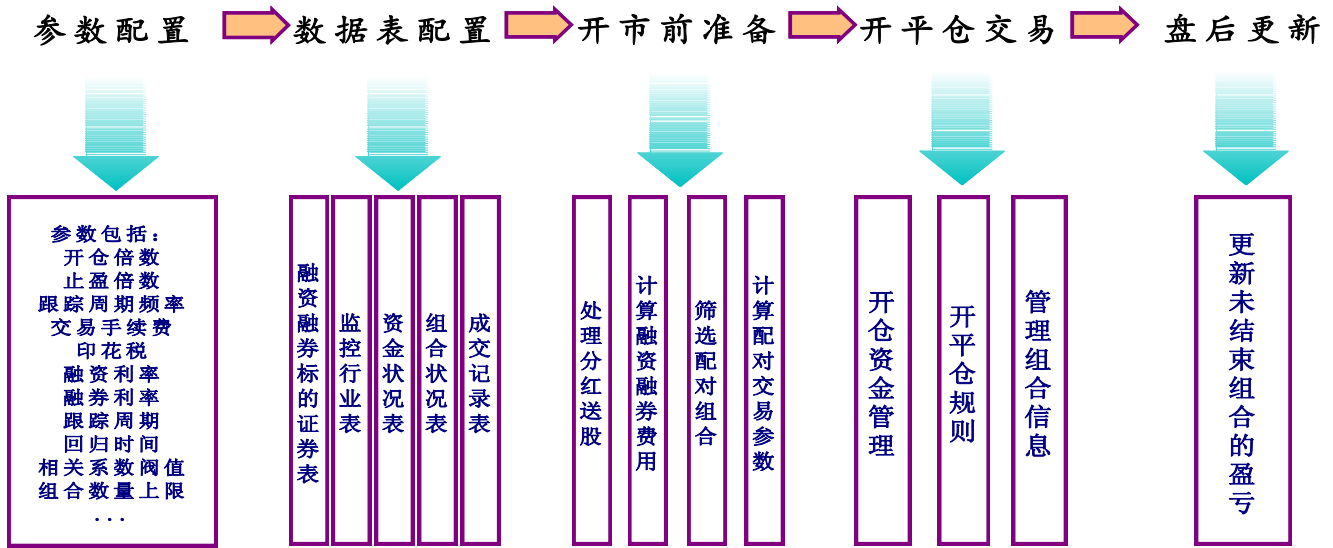 参数配置
数据表配置
开市前准备
开平仓交易
盘后更新
参数包括：
开仓倍数
止盈倍数
跟踪周期频率
交易手续费
印花税
融资利率
融券利率
跟踪周期
回归时间
相关系数阀值
组合数量上限
...
融资融券标的证券表
监控行业表
资金状况表
组合状况表
成交记录表
处理分红送股
计算融资融券费用
筛选配对组合
计算配对交易参数
开仓资金管理
开平仓规则
管理组合信息
更新未结束组合的盈亏